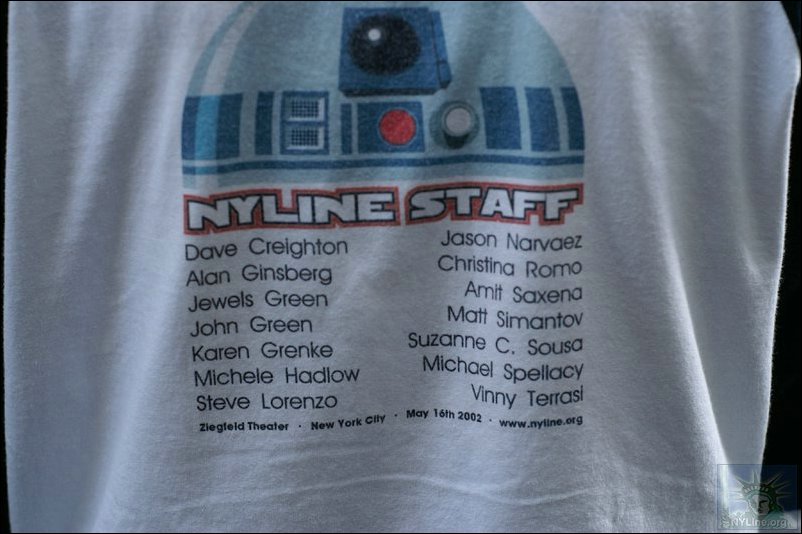 NYLINE STAFF
Dave Creighton
Alan Ginsberg
Jewels Green
John Green
Karen Grenke
Michele Hadlow
Steve Lorenzo
Jason Narvaez
Christina Romo
Amit Saxena
Matt Simantov
Suzanne C. Sousa
Michael Spellacy
Vinny Terrasi
Ziegfeld Theater · New York City · May 16th 2002 · www.nyline.org
NYLine.org